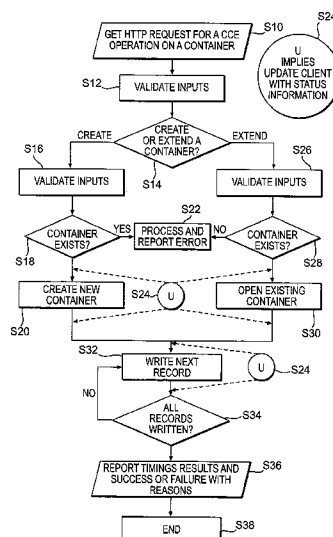 GET HTTP REQUEST FOR A CCE
OPERATION ON A CONTAINER
S10
S24
U
IMPLIES
UPDATE CLIENT
WITH STATUS
INFORMATION
S12
VALIDATE INPUTS
CREATE
CREATE
OR EXTEND A
CONTAINER?
EXTEND
S14
S16
VALIDATE INPUTS
S26
VALIDATE INPUTS
S22
CONTAINER
EXISTS?
YES
PROCESS AND
REPORT ERROR
NO
CONTAINER
EXISTS?
S18
S28
CREATE NEW
CONTAINER
S24
U
OPEN EXISTING
CONTAINER
S20
S30
S32
WRITE NEXT
RECORD
U
S24
NO
ALL
RECORDS
WRITTEN?
S34
REPORT TIMINGS RESULTS AND
SUCCESS OR FAILURE WITH
REASONS
S36
END
S38